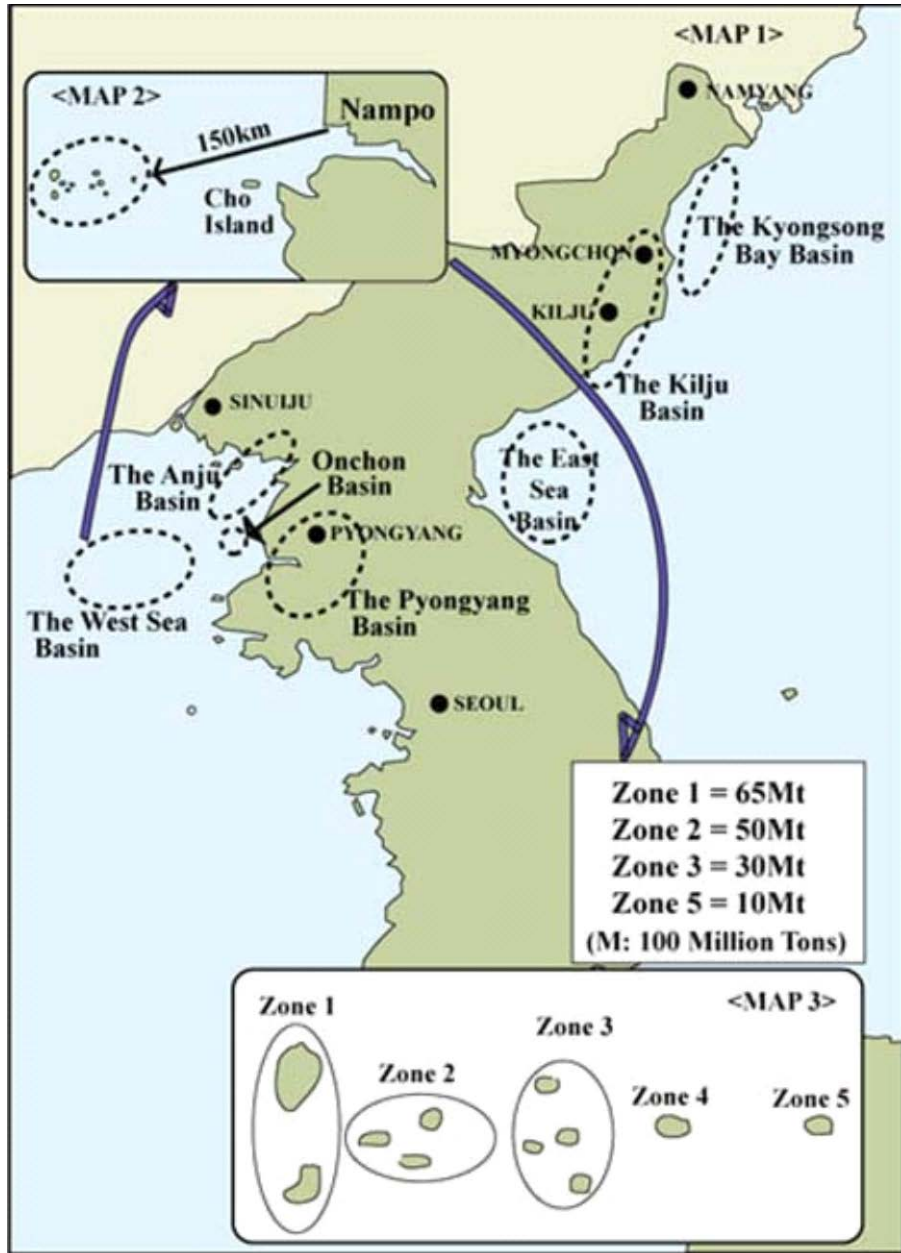 <MAP 1>
NAMYANG
<MAP 2>
Nampo
150km
Cho
Island
The Kyongsong
Bay Basin
MYONGCHON
KILJU
The Kilju
Basin
SINUIJU
The Anju
Basin
Onchon
Basin
The East
Sea
Basin
PYONGYANG
The Pyongyang
Basin
The West Sea
Basin
SEOUL
Zone 1 = 65Mt
Zone 2 = 50Mt
Zone 3 = 30Mt
Zone 5 = 10Mt
(M: 100 Million Tons)
<MAP 3>
Zone 1
Zone 2
Zone 3
Zone 4
Zone 5